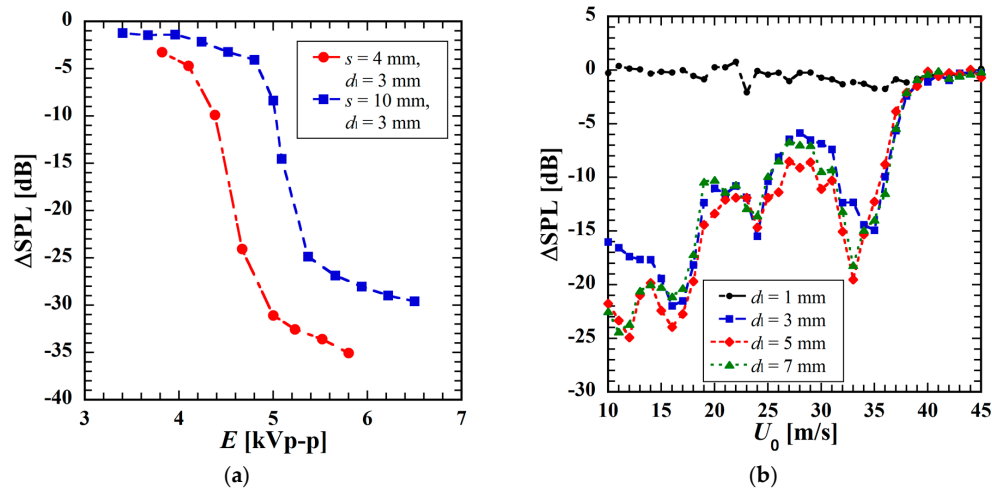 0
-5
-10
-15
-20
-25
-30
-35
-40
ΔSPL [dB]
s = 4 mm,
dₗ = 3 mm
s = 10 mm,
dₗ = 3 mm
3 4 5 6 7
E [kVp-p]
(a)
5
0
-5
-10
-15
-20
-25
-30
ΔSPL [dB]
dₗ = 1 mm
dₗ = 3 mm
dₗ = 5 mm
dₗ = 7 mm
10 15 20 25 30 35 40 45
U₀ [m/s]
(b)